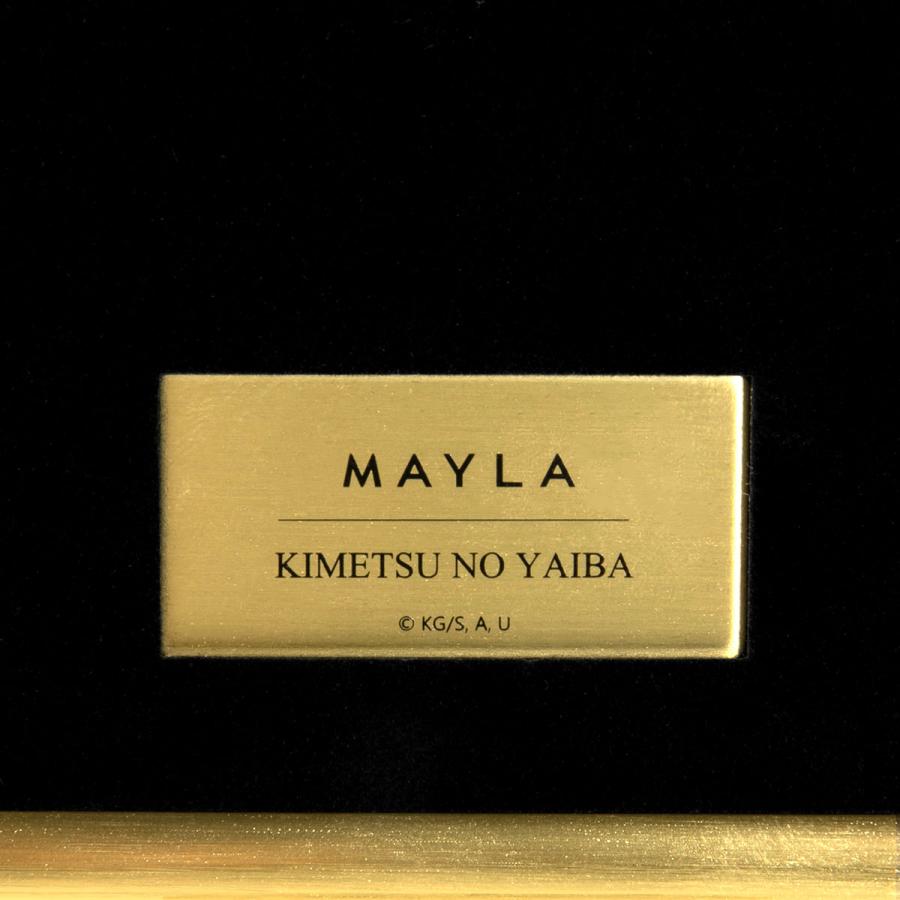 MAYLA
KIMETSU NO YAIBA
© KG/S, A, U